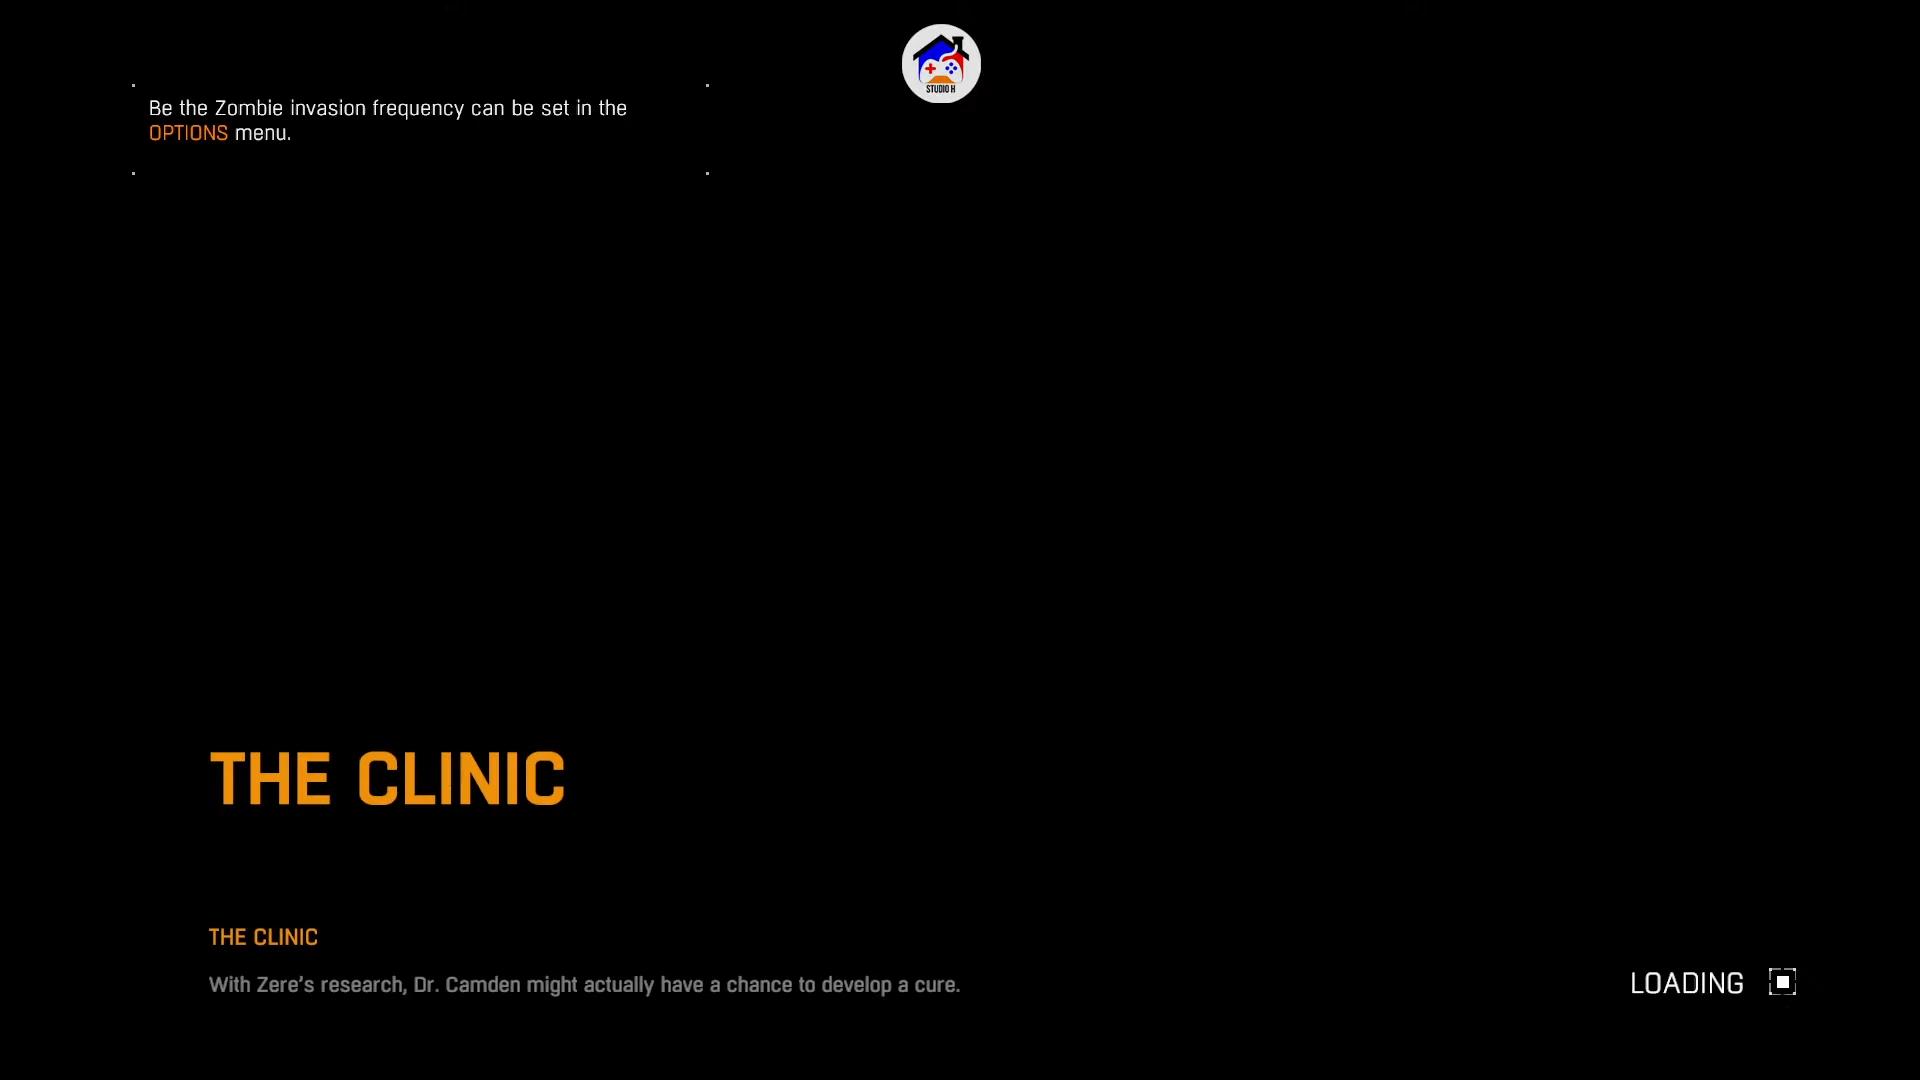 STUDIO H
Be the Zombie invasion frequency can be set in the
OPTIONS menu.
THE CLINIC
THE CLINIC
With Zere's research, Dr. Camden might actually have a chance to develop a cure.
LOADING